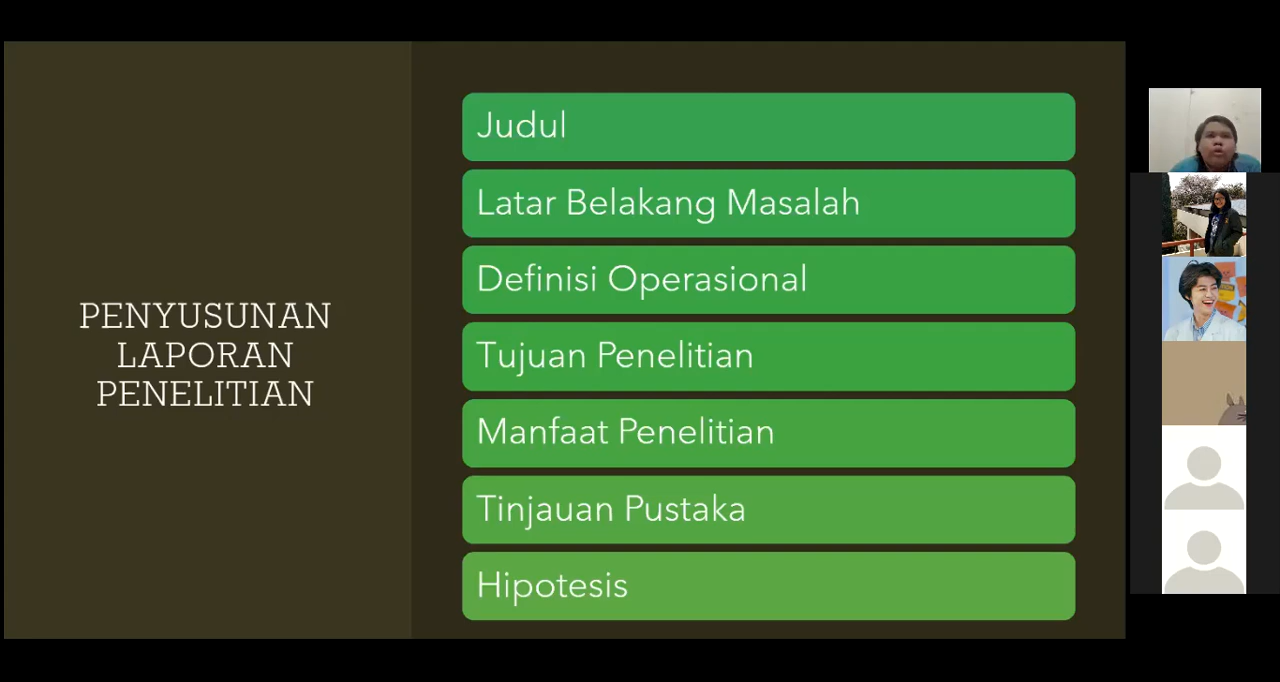 PENYUSUNAN
LAPORAN
PENELITIAN
Judul
Latar Belakang Masalah
Definisi Operasional
Tujuan Penelitian
Manfaat Penelitian
Tinjauan Pustaka
Hipotesis